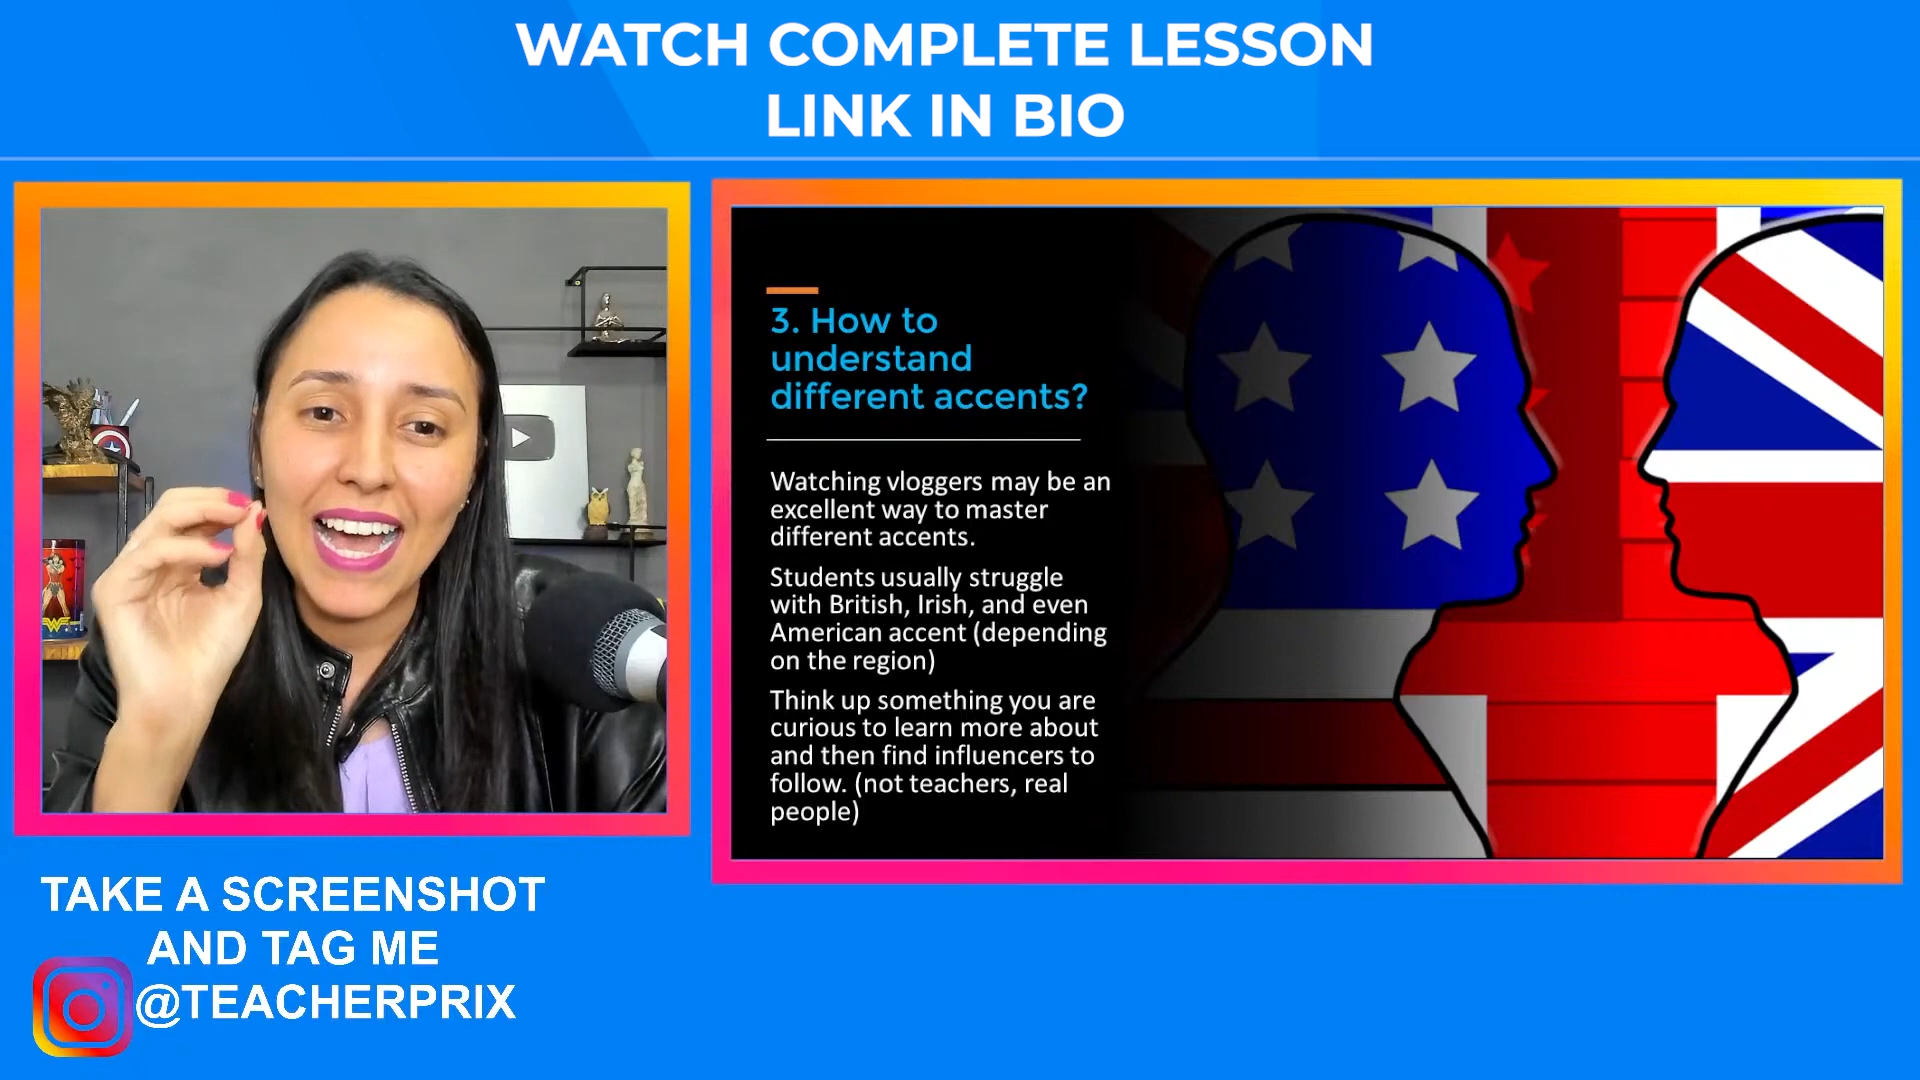 WATCH COMPLETE LESSON
LINK IN BIO
3. How to
understand
different accents?
Watching vloggers may be an
excellent way to master
different accents.
Students usually struggle
with British, Irish, and even
American accent (depending
on the region)
Think up something you are
curious to learn more about
and then find influencers to
follow. (not teachers, real
people)
TAKE A SCREENSHOT
AND TAG ME
@TEACHERPRIX